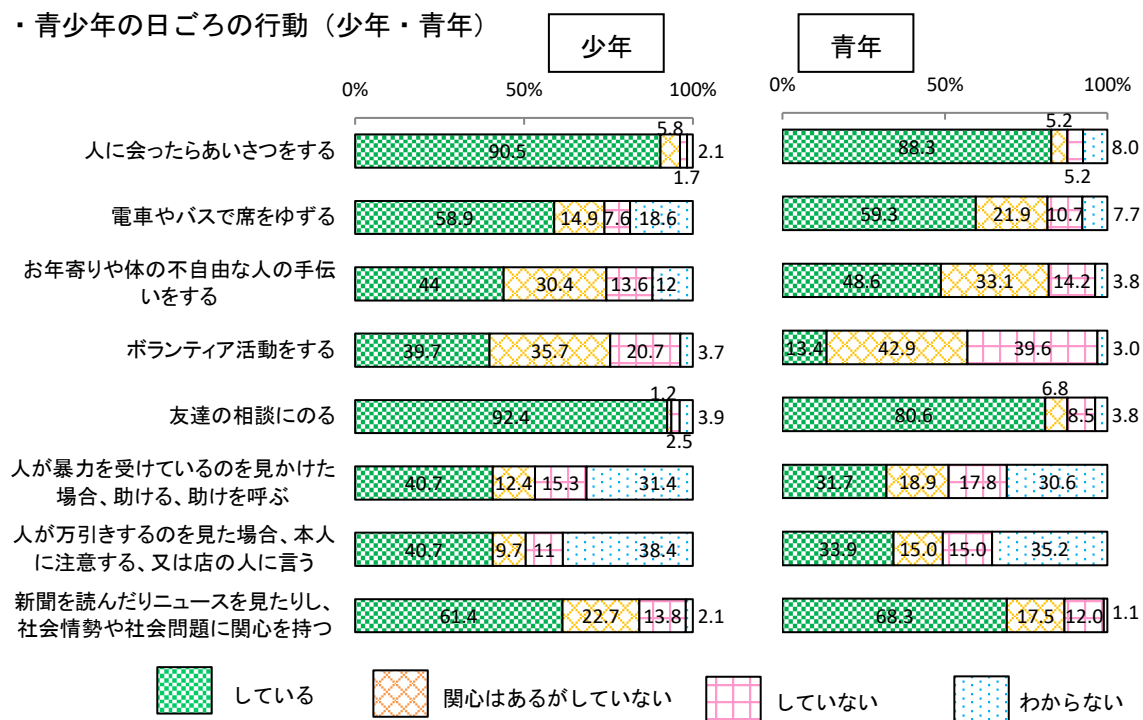 ・青少年の日ごろの行動（少年・青年）
少年
青年
0% 50% 100%
0% 50% 100%
人に会ったらあいさつをする
90.5 5.8 1.7 2.1
88.3 5.2 5.2 8.0
電車やバスで席をゆずる
58.9 14.9 7.6 18.6
59.3 21.9 10.7 7.7
お年寄りや体の不自由な人の手伝
いをする
44 30.4 13.6 12
48.6 33.1 14.2 3.8
ボランティア活動をする
39.7 35.7 20.7 3.7
13.4 42.9 39.6 3.0
友達の相談にのる
92.4 1.2 2.5 3.9
80.6 6.8 8.5 3.8
人が暴力を受けているのを見かけた
場合、助ける、助けを呼ぶ
40.7 12.4 15.3 31.4
31.7 18.9 17.8 30.6
人が万引きするのを見た場合、本人
に注意する、又は店の人に言う
40.7 9.7 11 38.4
33.9 15.0 15.0 35.2
新聞を読んだりニュースを見たりし、
社会情勢や社会問題に関心を持つ
61.4 22.7 13.8 2.1
68.3 17.5 12.0 1.1
している 関心はあるがしていない していない わからない